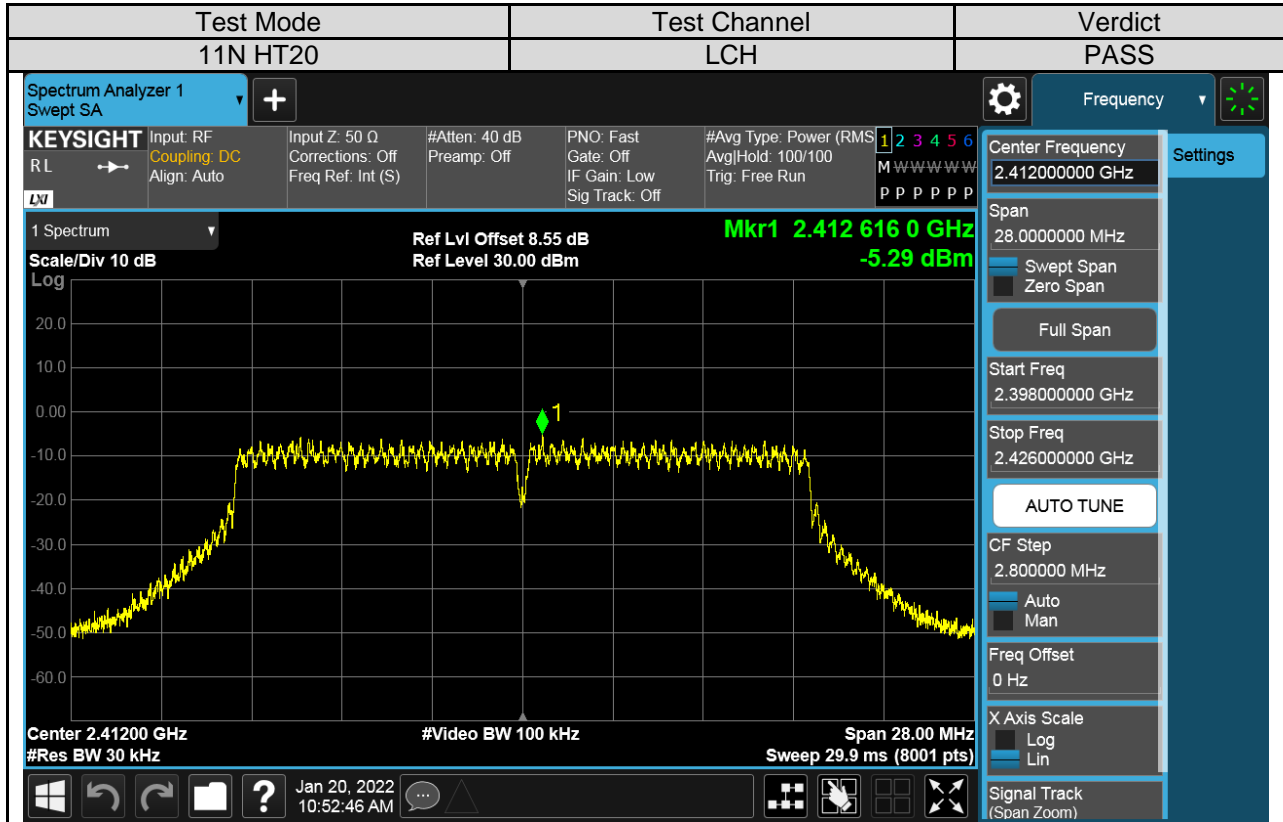 Test Mode Test Channel Verdict
11N HT20 LCH PASS
Spectrum Analyzer 1
Swept SA
Frequency
KEYSIGHT Input: RF Input Z: 50 Ω #Atten: 40 dB PNO: Fast #Avg Type: Power (RMS 1 2 3 4 5 6
R L Coupling: DC Corrections: Off Preamp: Off Gate: Off Avg|Hold: 100/100 M W W W W W
Align: Auto Freq Ref: Int (S) IF Gain: Low Trig: Free Run
LXI Sig Track: Off P P P P P P
1 Spectrum Ref Lvl Offset 8.55 dB Mkr1 2.412 616 0 GHz
Scale/Div 10 dB Ref Level 30.00 dBm -5.29 dBm
Log
20.0
10.0
0.00
1
-10.0
-20.0
-30.0
-40.0
-50.0
-60.0
Center 2.41200 GHz #Video BW 100 kHz Span 28.00 MHz
#Res BW 30 kHz Sweep 29.9 ms (8001 pts)
? Jan 20, 2022
10:52:46 AM
Center Frequency
2.412000000 GHz
Settings
Span
28.0000000 MHz
Swept Span
Zero Span
Full Span
Start Freq
2.398000000 GHz
Stop Freq
2.426000000 GHz
AUTO TUNE
CF Step
2.800000 MHz
Auto
Man
Freq Offset
0 Hz
X Axis Scale
Log
Lin
Signal Track
(Span Zoom)